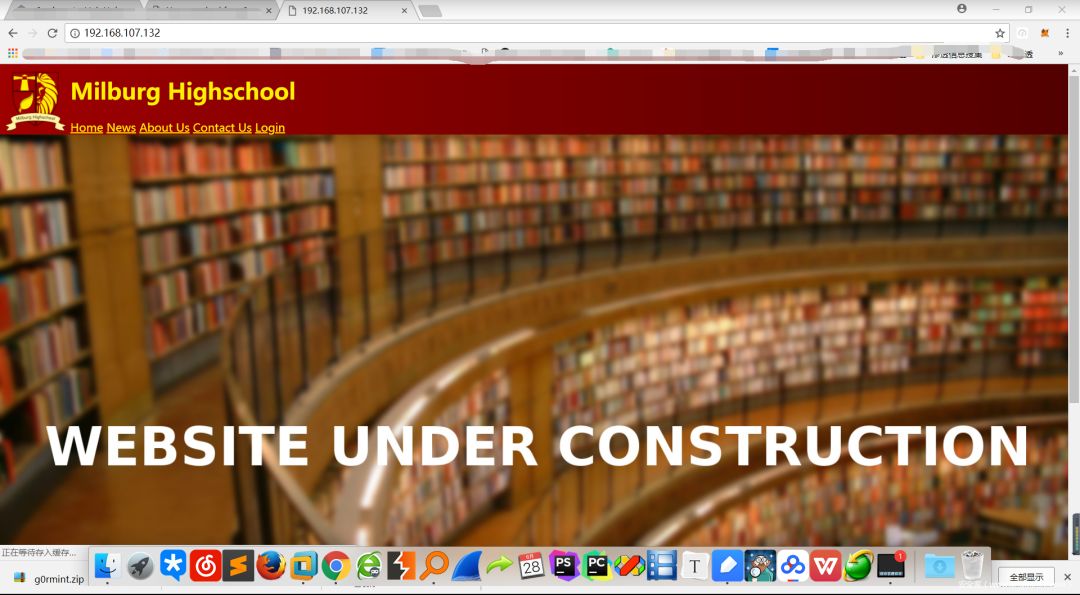 192.168.107.132
192.168.107.132
Milburg Highschool
Milburg Highschool
Home News About Us Contact Us Login
WEBSITE UNDER CONSTRUCTION
正在等待存入缓存...
g0rmint.zip
28
PS
PC
T
W
1
全部显示